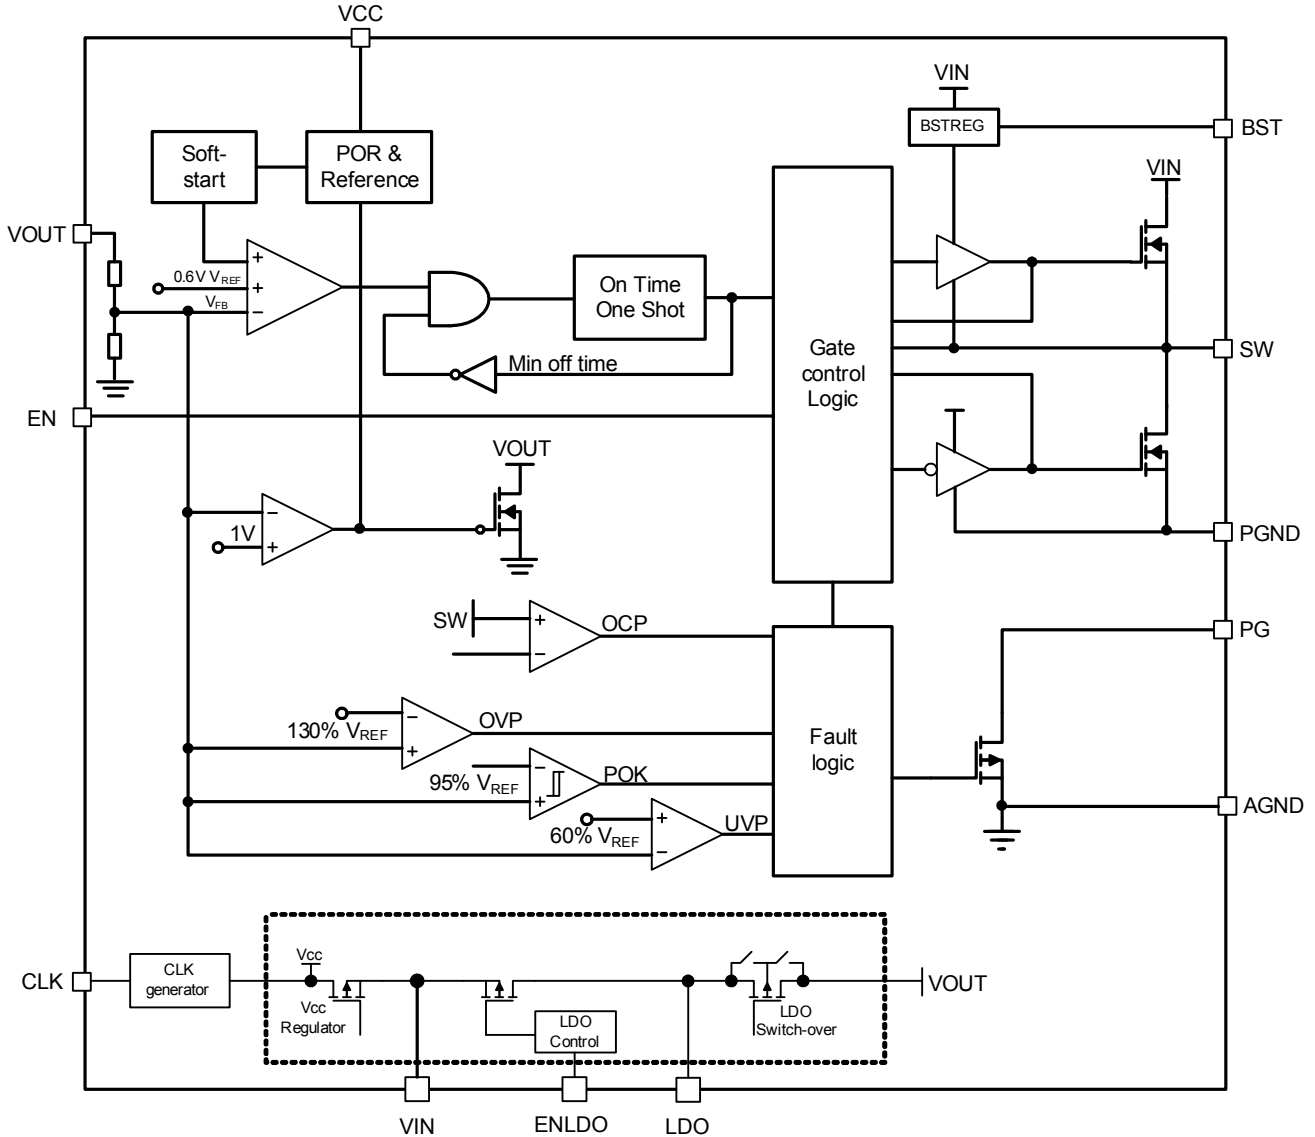 VCC
VIN
BSTREG
BST
Soft-
start
POR &
Reference
VIN
VOUT
+
0.6V VREF
+
VFB
−
On Time
One Shot
Min off time
Gate
control
Logic
SW
EN
VOUT
−
1V
+
PGND
SW
+
−
OCP
PG
−
130% VREF
+
OVP
Fault
logic
−
95% VREF
+
POK
+
60% VREF
−
UVP
AGND
CLK
CLK
generator
Vcc
Vcc
Regulator
LDO
Control
LDO
Switch-over
VOUT
VIN
ENLDO
LDO